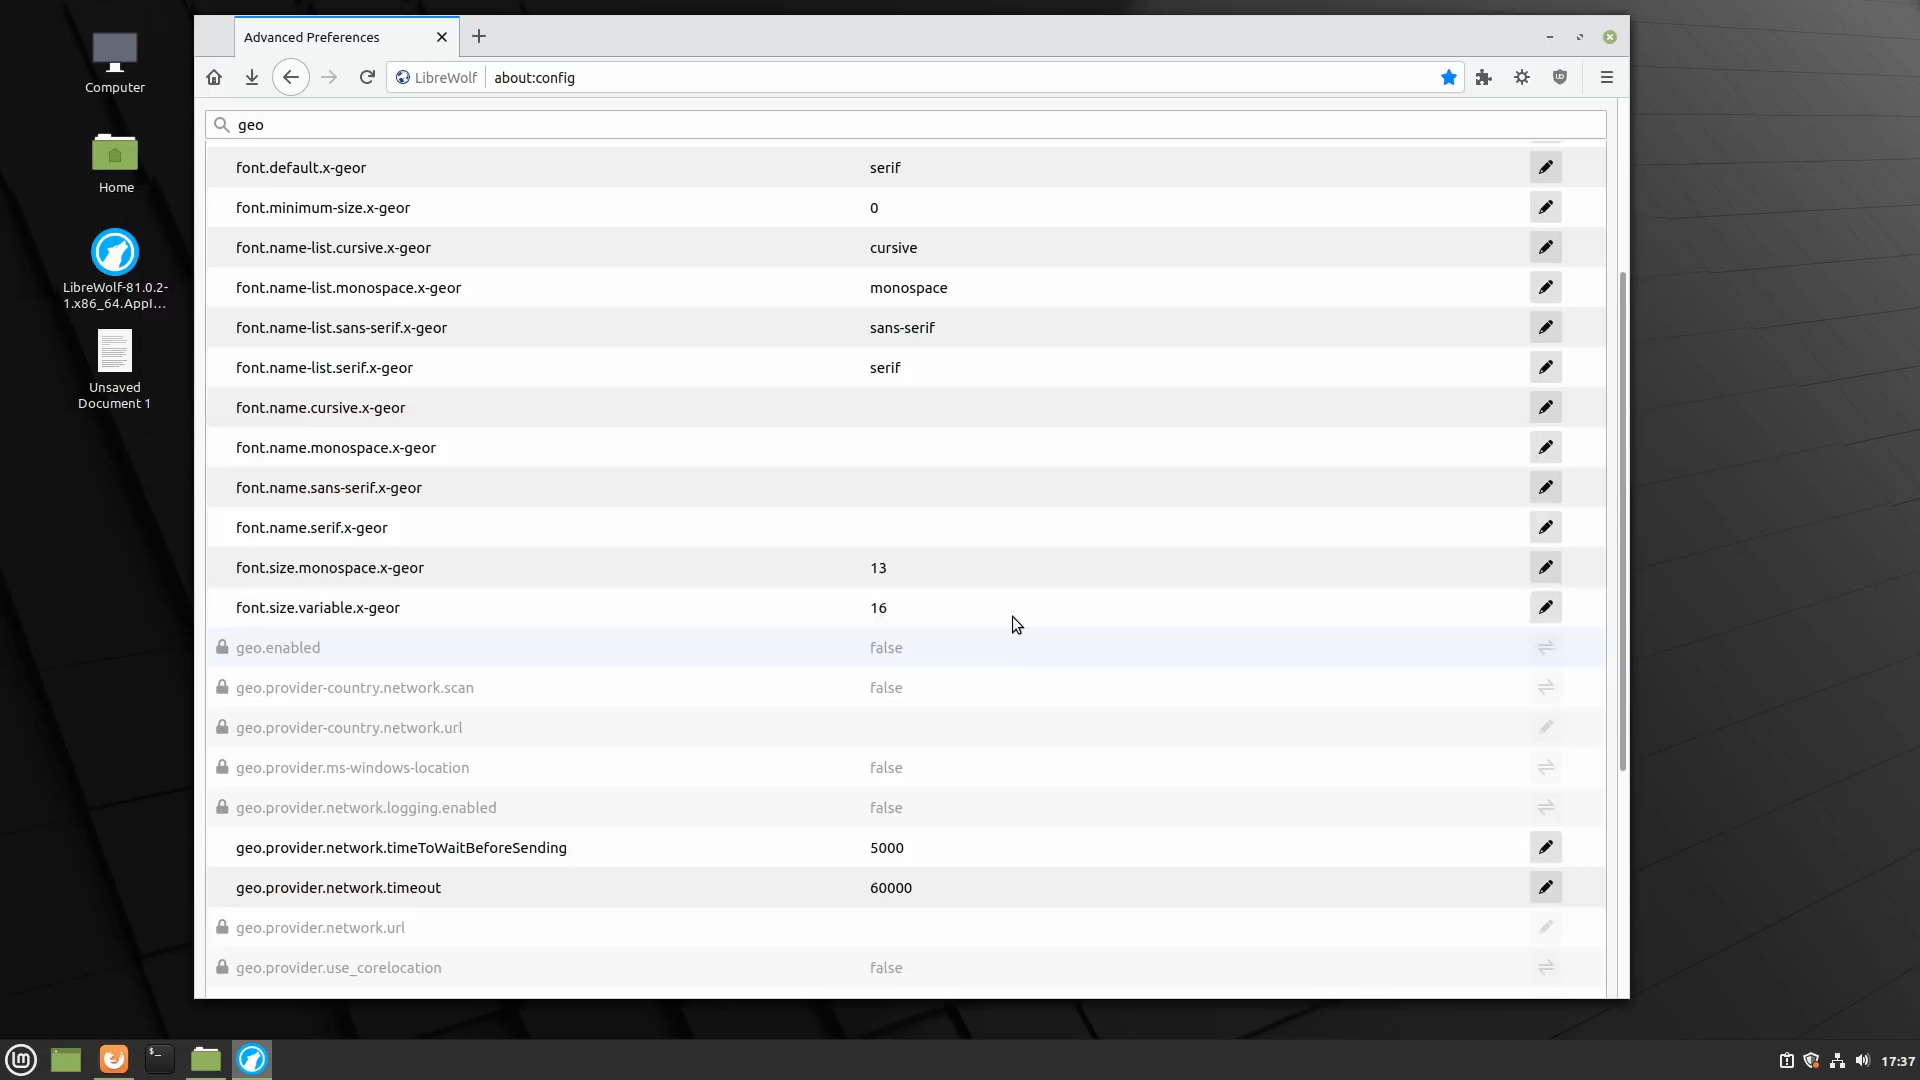 Advanced Preferences
LibreWolf
about:config
geo
font.default.x-geor serif
font.minimum-size.x-geor 0
font.name-list.cursive.x-geor cursive
font.name-list.monospace.x-geor monospace
font.name-list.sans-serif.x-geor sans-serif
font.name-list.serif.x-geor serif
font.name.cursive.x-geor
font.name.monospace.x-geor
font.name.sans-serif.x-geor
font.name.serif.x-geor
font.size.monospace.x-geor 13
font.size.variable.x-geor 16
geo.enabled false
geo.provider-country.network.scan false
geo.provider-country.network.url
geo.provider.ms-windows-location false
geo.provider.network.logging.enabled false
geo.provider.network.timeToWaitBeforeSending 5000
geo.provider.network.timeout 60000
geo.provider.network.url
geo.provider.use_corelocation false
Computer
Home
LibreWolf-81.0.2-
1.x86_64.AppI...
Unsaved
Document 1
17:37